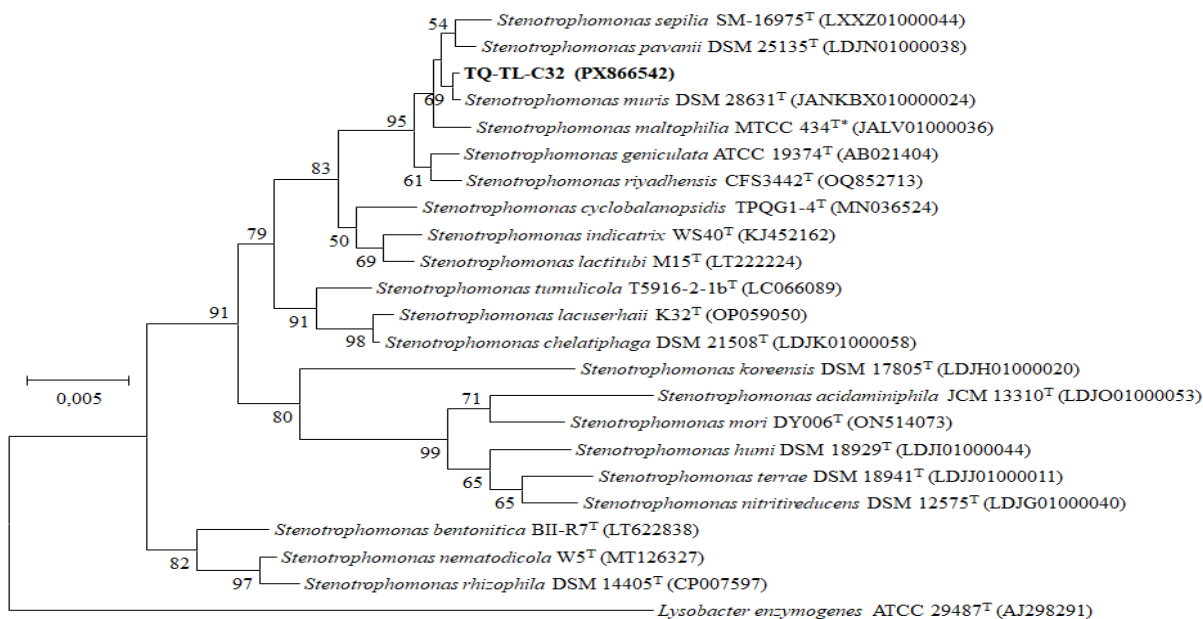 Stenotrophomonas sepilia SM-16975ᵀ (LXXZ01000044)
54
Stenotrophomonas pavanii DSM 25135ᵀ (LDJN01000038)
TQ-TL-C32 (PX866542)
69
Stenotrophomonas muris DSM 28631ᵀ (JANKBX010000024)
95
Stenotrophomonas maltophilia MTCC 434ᵀ* (JALV01000036)
Stenotrophomonas geniculata ATCC 19374ᵀ (AB021404)
83
61
Stenotrophomonas riyadhensis CFS3442ᵀ (OQ852713)
Stenotrophomonas cyclobalanopsidis TPQG1-4ᵀ (MN036524)
79
50
Stenotrophomonas indicatrix WS40ᵀ (KJ452162)
69
Stenotrophomonas lactitubi M15ᵀ (LT222224)
Stenotrophomonas tumulicola T5916-2-1bᵀ (LC066089)
91
91
Stenotrophomonas lacuserhaii K32ᵀ (OP059050)
98
Stenotrophomonas chelatiphaga DSM 21508ᵀ (LDJK01000058)
Stenotrophomonas koreensis DSM 17805ᵀ (LDJH01000020)
0,005
80
71
Stenotrophomonas acidaminiphila JCM 13310ᵀ (LDJO01000053)
Stenotrophomonas mori DY006ᵀ (ON514073)
99
Stenotrophomonas humi DSM 18929ᵀ (LDJI01000044)
65
Stenotrophomonas terrae DSM 18941ᵀ (LDJJ01000011)
65
Stenotrophomonas nitritireducens DSM 12575ᵀ (LDJG01000040)
Stenotrophomonas bentonitica BII-R7ᵀ (LT622838)
82
Stenotrophomonas nematodicola W5ᵀ (MT126327)
97
Stenotrophomonas rhizophila DSM 14405ᵀ (CP007597)
Lysobacter enzymogenes ATCC 29487ᵀ (AJ298291)